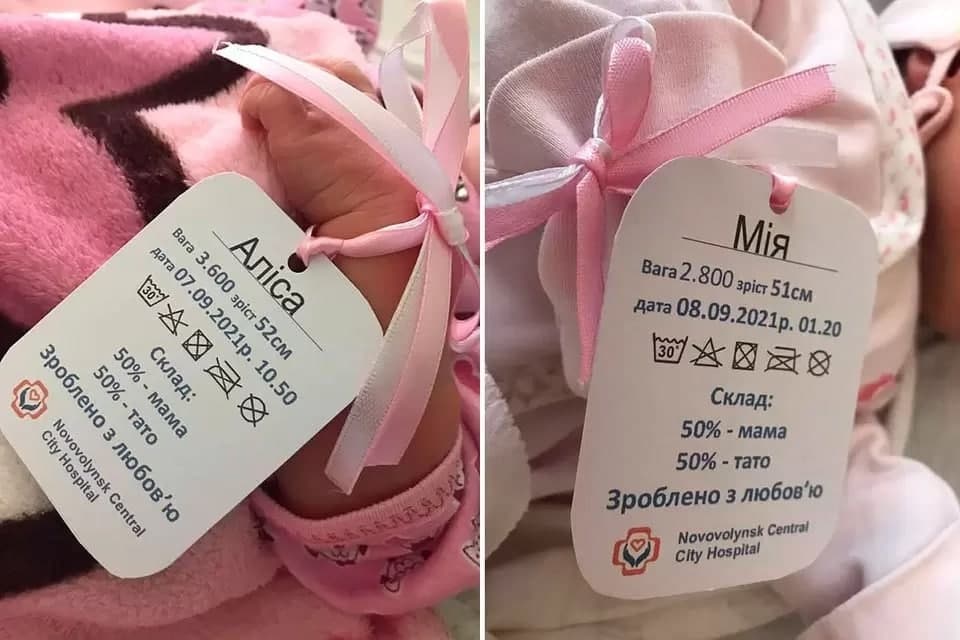 Аліса
Вага 3.600 зріст 52см
дата 07.09.2021р. 10.50
30°
Склад:
50% - мама
50% - тато
Зроблено з любов'ю
Novovolynsk Central
City Hospital
Мія
Вага 2.800 зріст 51см
дата 08.09.2021р. 01.20
30°
Склад:
50% - мама
50% - тато
Зроблено з любов'ю
Novovolynsk Central
City Hospital